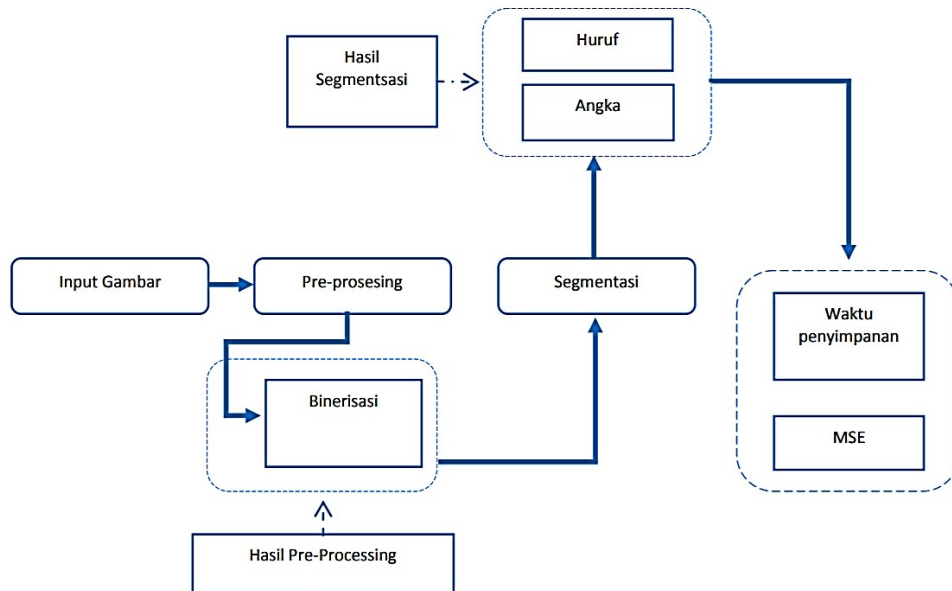 Hasil
Segmentsasi
Huruf
Angka
Input Gambar
Pre-prosesing
Segmentasi
Binerisasi
Hasil Pre-Processing
Waktu
penyimpanan
MSE